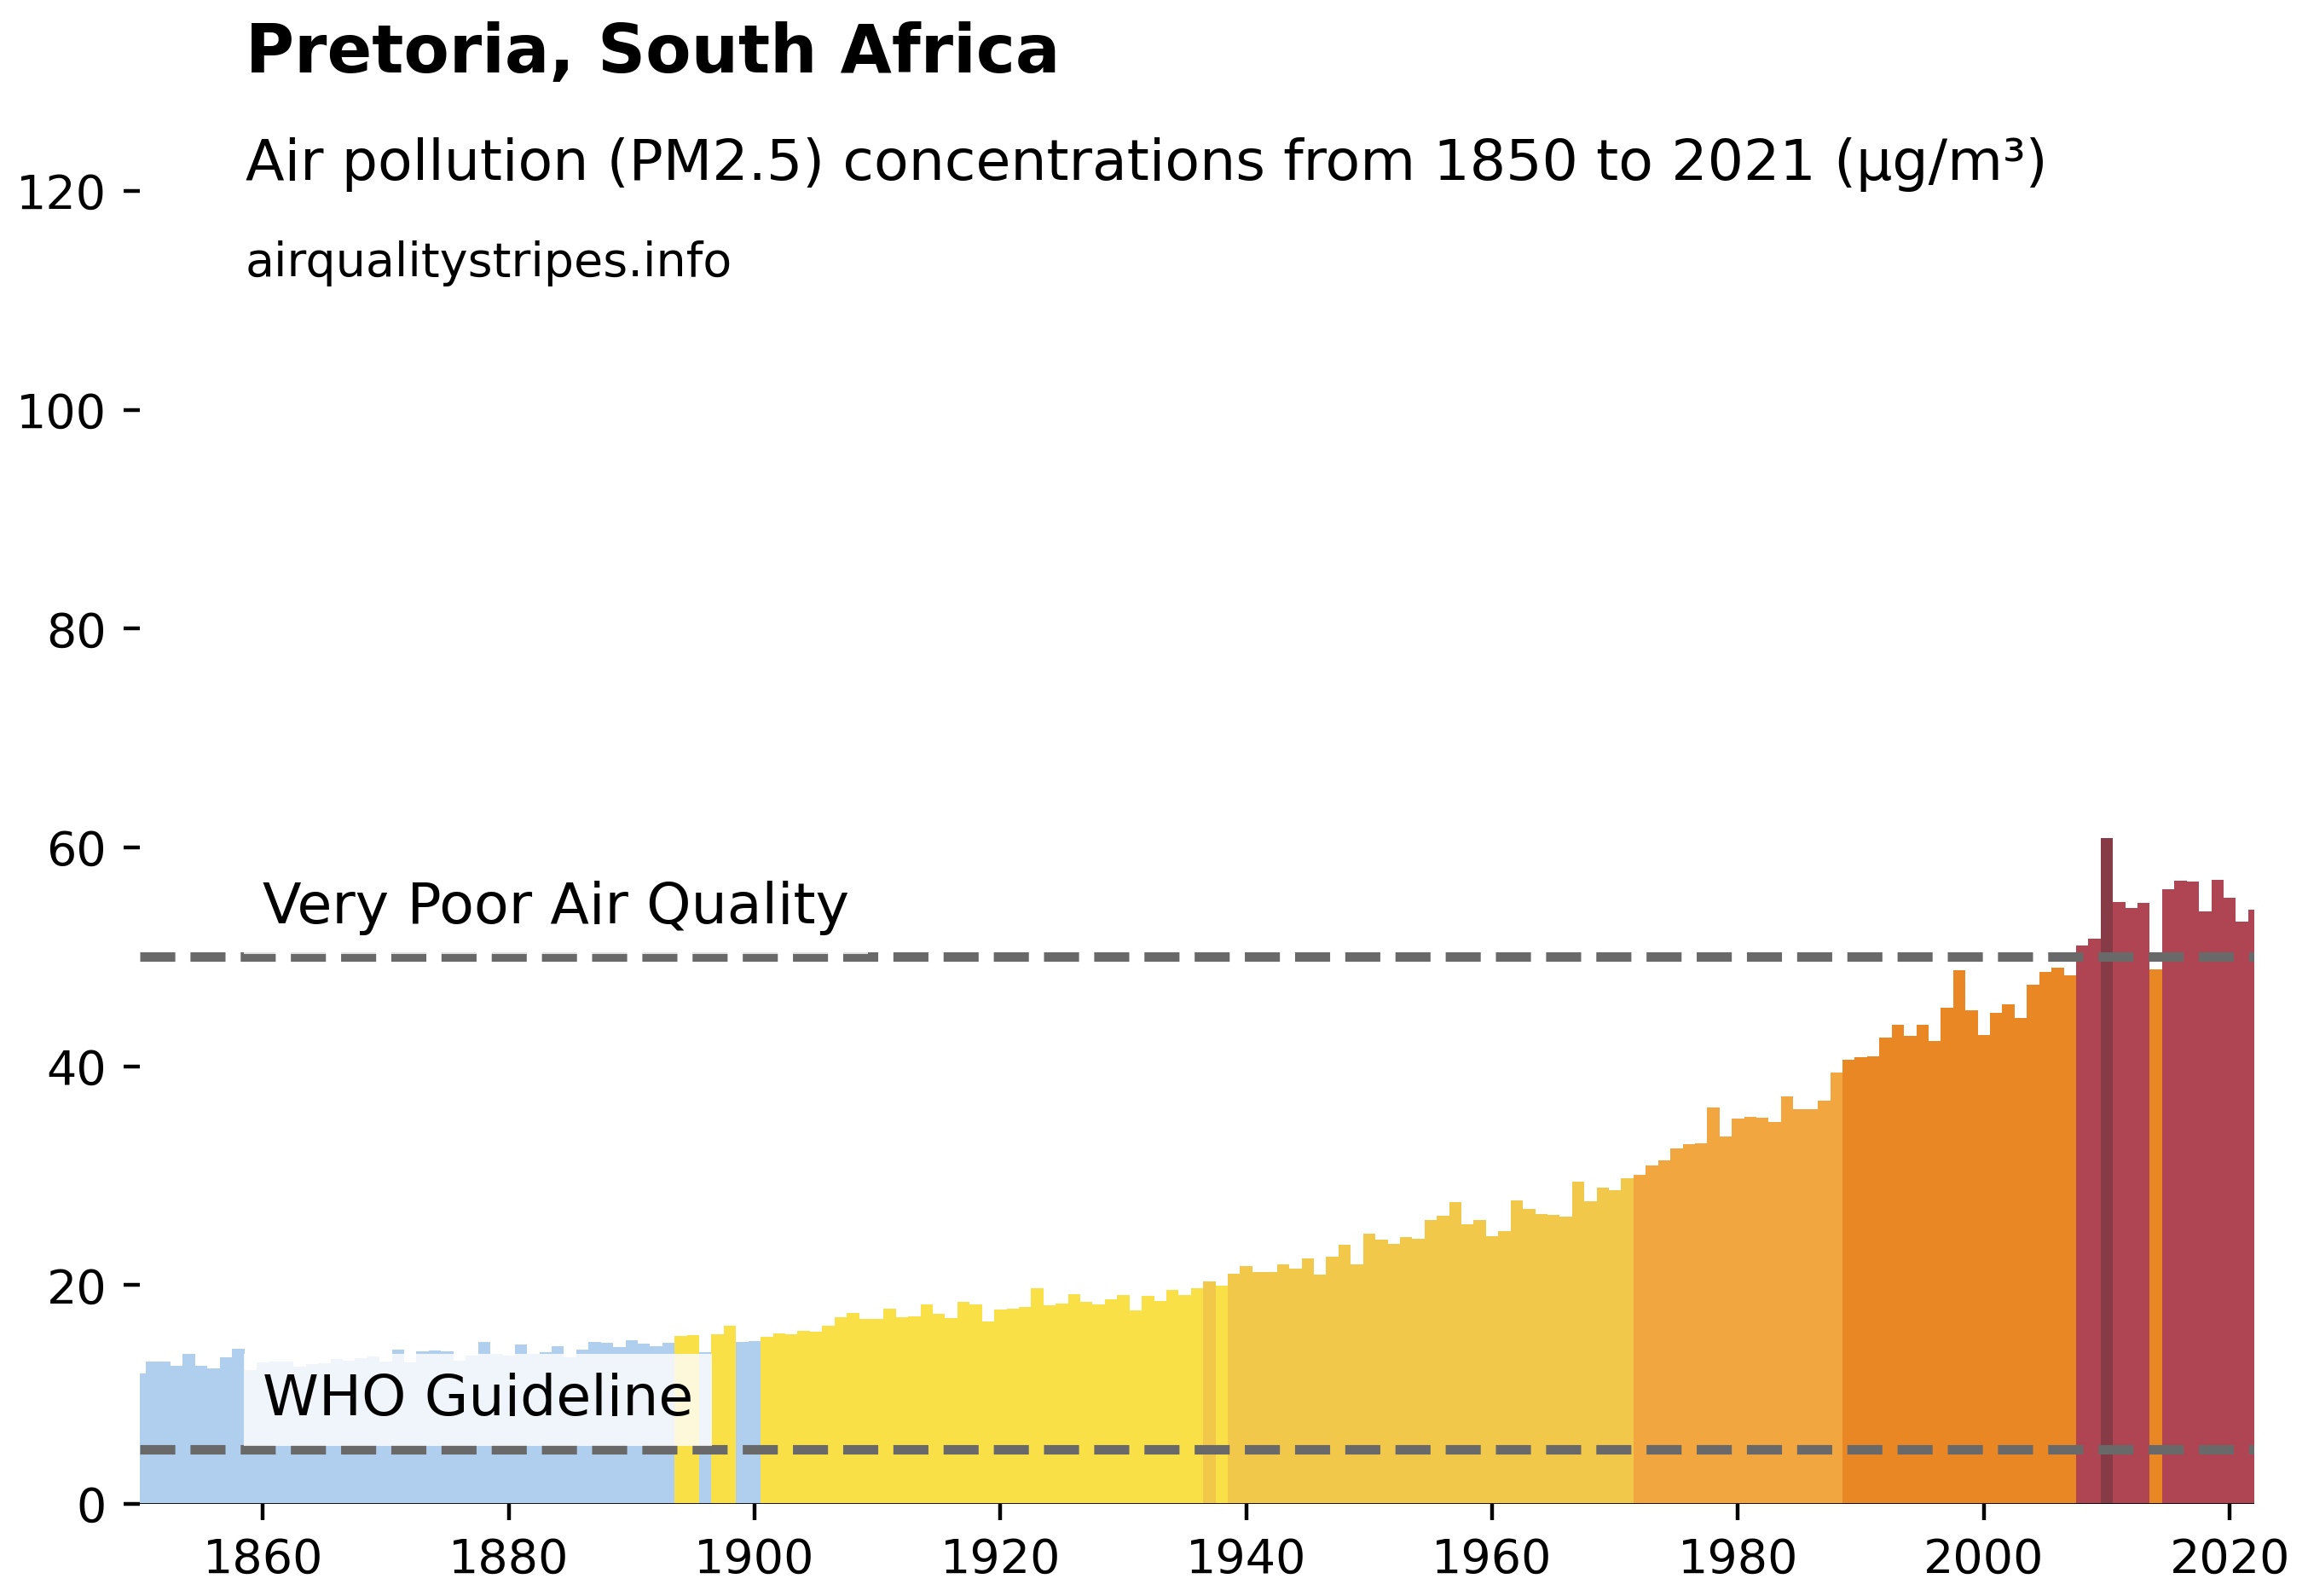 Pretoria, South Africa
Air pollution (PM2.5) concentrations from 1850 to 2021 (µg/m³)
airqualitystripes.info
120
100
80
60
Very Poor Air Quality
40
20
WHO Guideline
0
1860 1880 1900 1920 1940 1960 1980 2000 2020